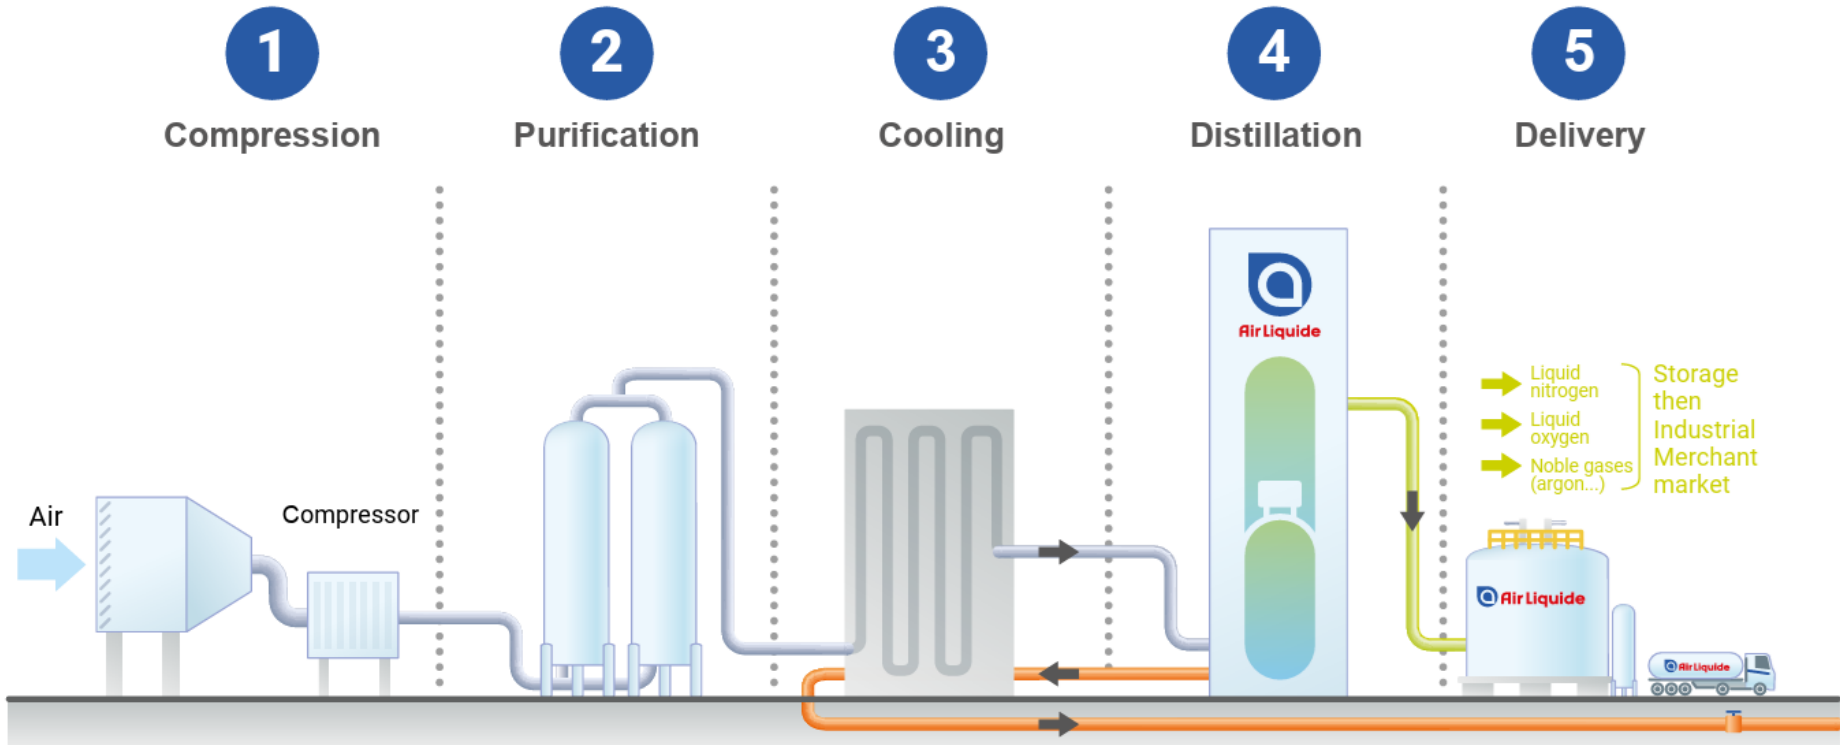 1
2
3
4
5
Compression
Purification
Cooling
Distillation
Delivery
Air
Compressor
Air Liquide
Liquid
nitrogen
Liquid
oxygen
Noble gases
(argon...)
Storage
then
Industrial
Merchant
market
Air Liquide
Air Liquide